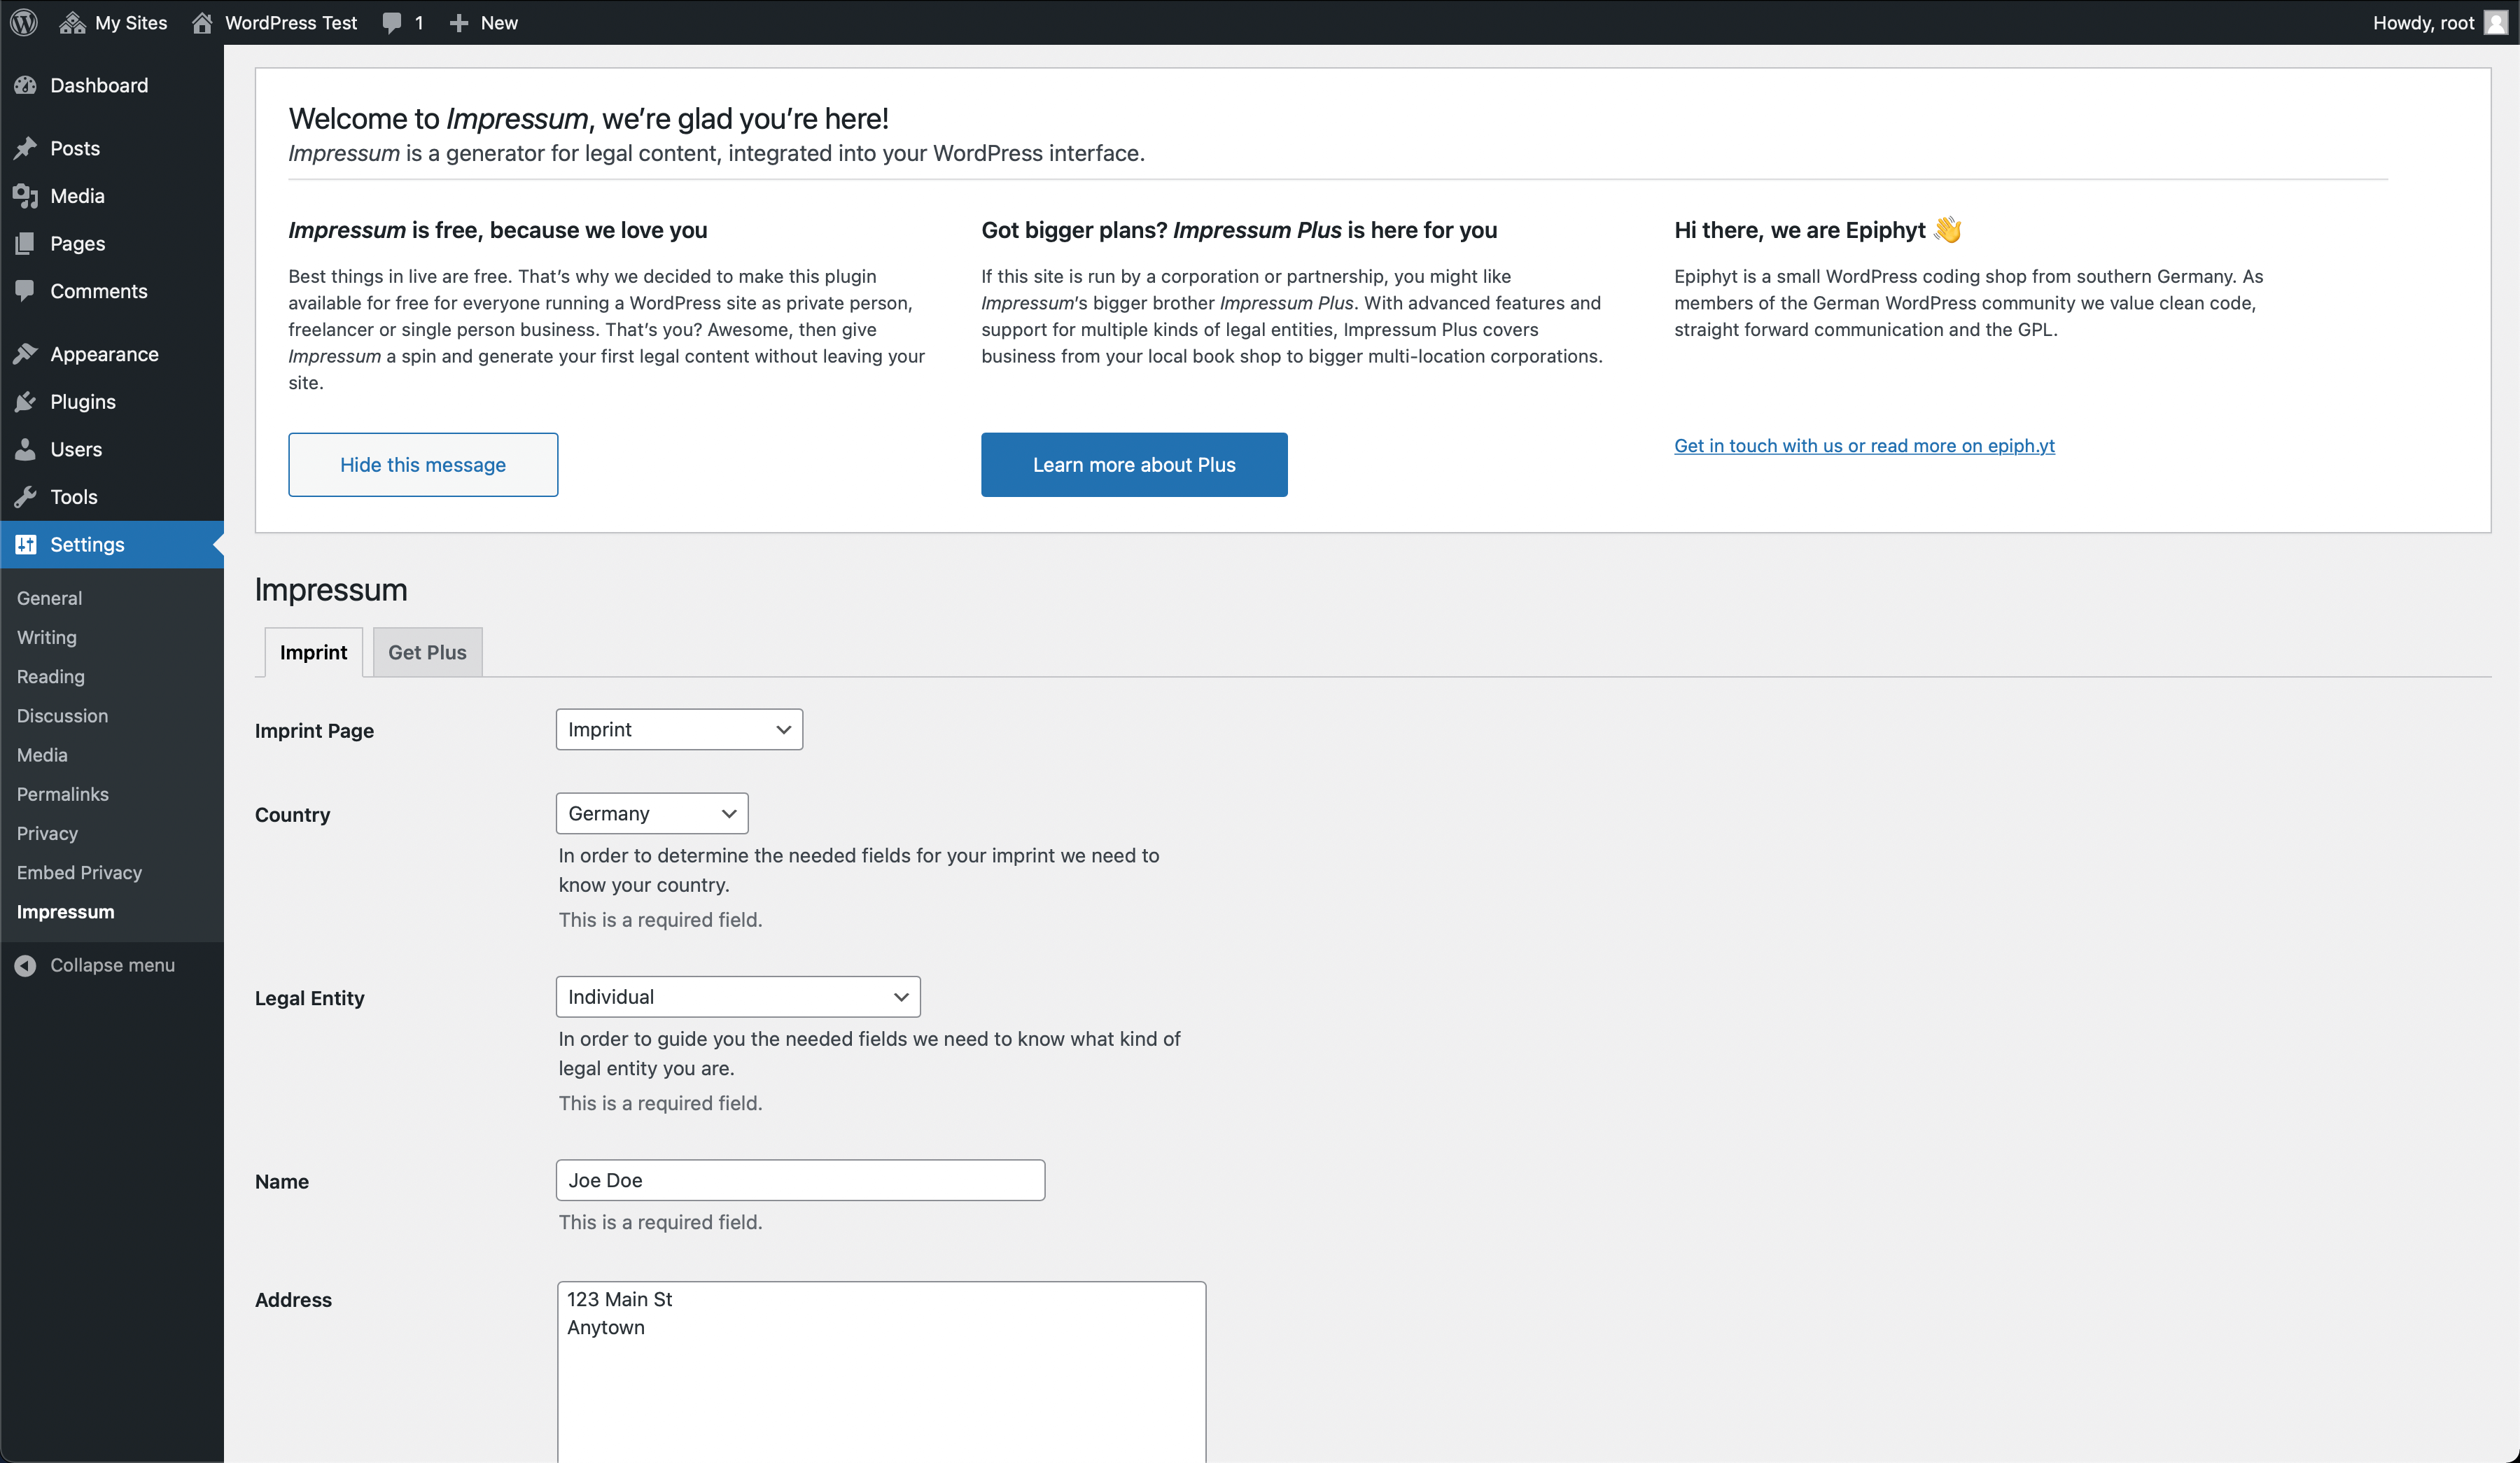 My Sites WordPress Test 1 New Howdy, root
Dashboard
Posts
Media
Pages
Comments
Appearance
Plugins
Users
Tools
Settings
General
Writing
Reading
Discussion
Media
Permalinks
Privacy
Embed Privacy
Impressum
Collapse menu
Welcome to Impressum, we’re glad you’re here!
Impressum is a generator for legal content, integrated into your WordPress interface.
Impressum is free, because we love you
Best things in live are free. That’s why we decided to make this plugin
available for free for everyone running a WordPress site as private person,
freelancer or single person business. That’s you? Awesome, then give
Impressum a spin and generate your first legal content without leaving your
site.
Hide this message
Got bigger plans? Impressum Plus is here for you
If this site is run by a corporation or partnership, you might like
Impressum’s bigger brother Impressum Plus. With advanced features and
support for multiple kinds of legal entities, Impressum Plus covers
business from your local book shop to bigger multi-location corporations.
Learn more about Plus
Hi there, we are Epiphyt 👋
Epiphyt is a small WordPress coding shop from southern Germany. As
members of the German WordPress community we value clean code,
straight forward communication and the GPL.
Get in touch with us or read more on epiph.yt
Impressum
Imprint Get Plus
Imprint Page Imprint
Country Germany
In order to determine the needed fields for your imprint we need to
know your country.
This is a required field.
Legal Entity Individual
In order to guide you the needed fields we need to know what kind of
legal entity you are.
This is a required field.
Name Joe Doe
This is a required field.
Address 123 Main St
Anytown